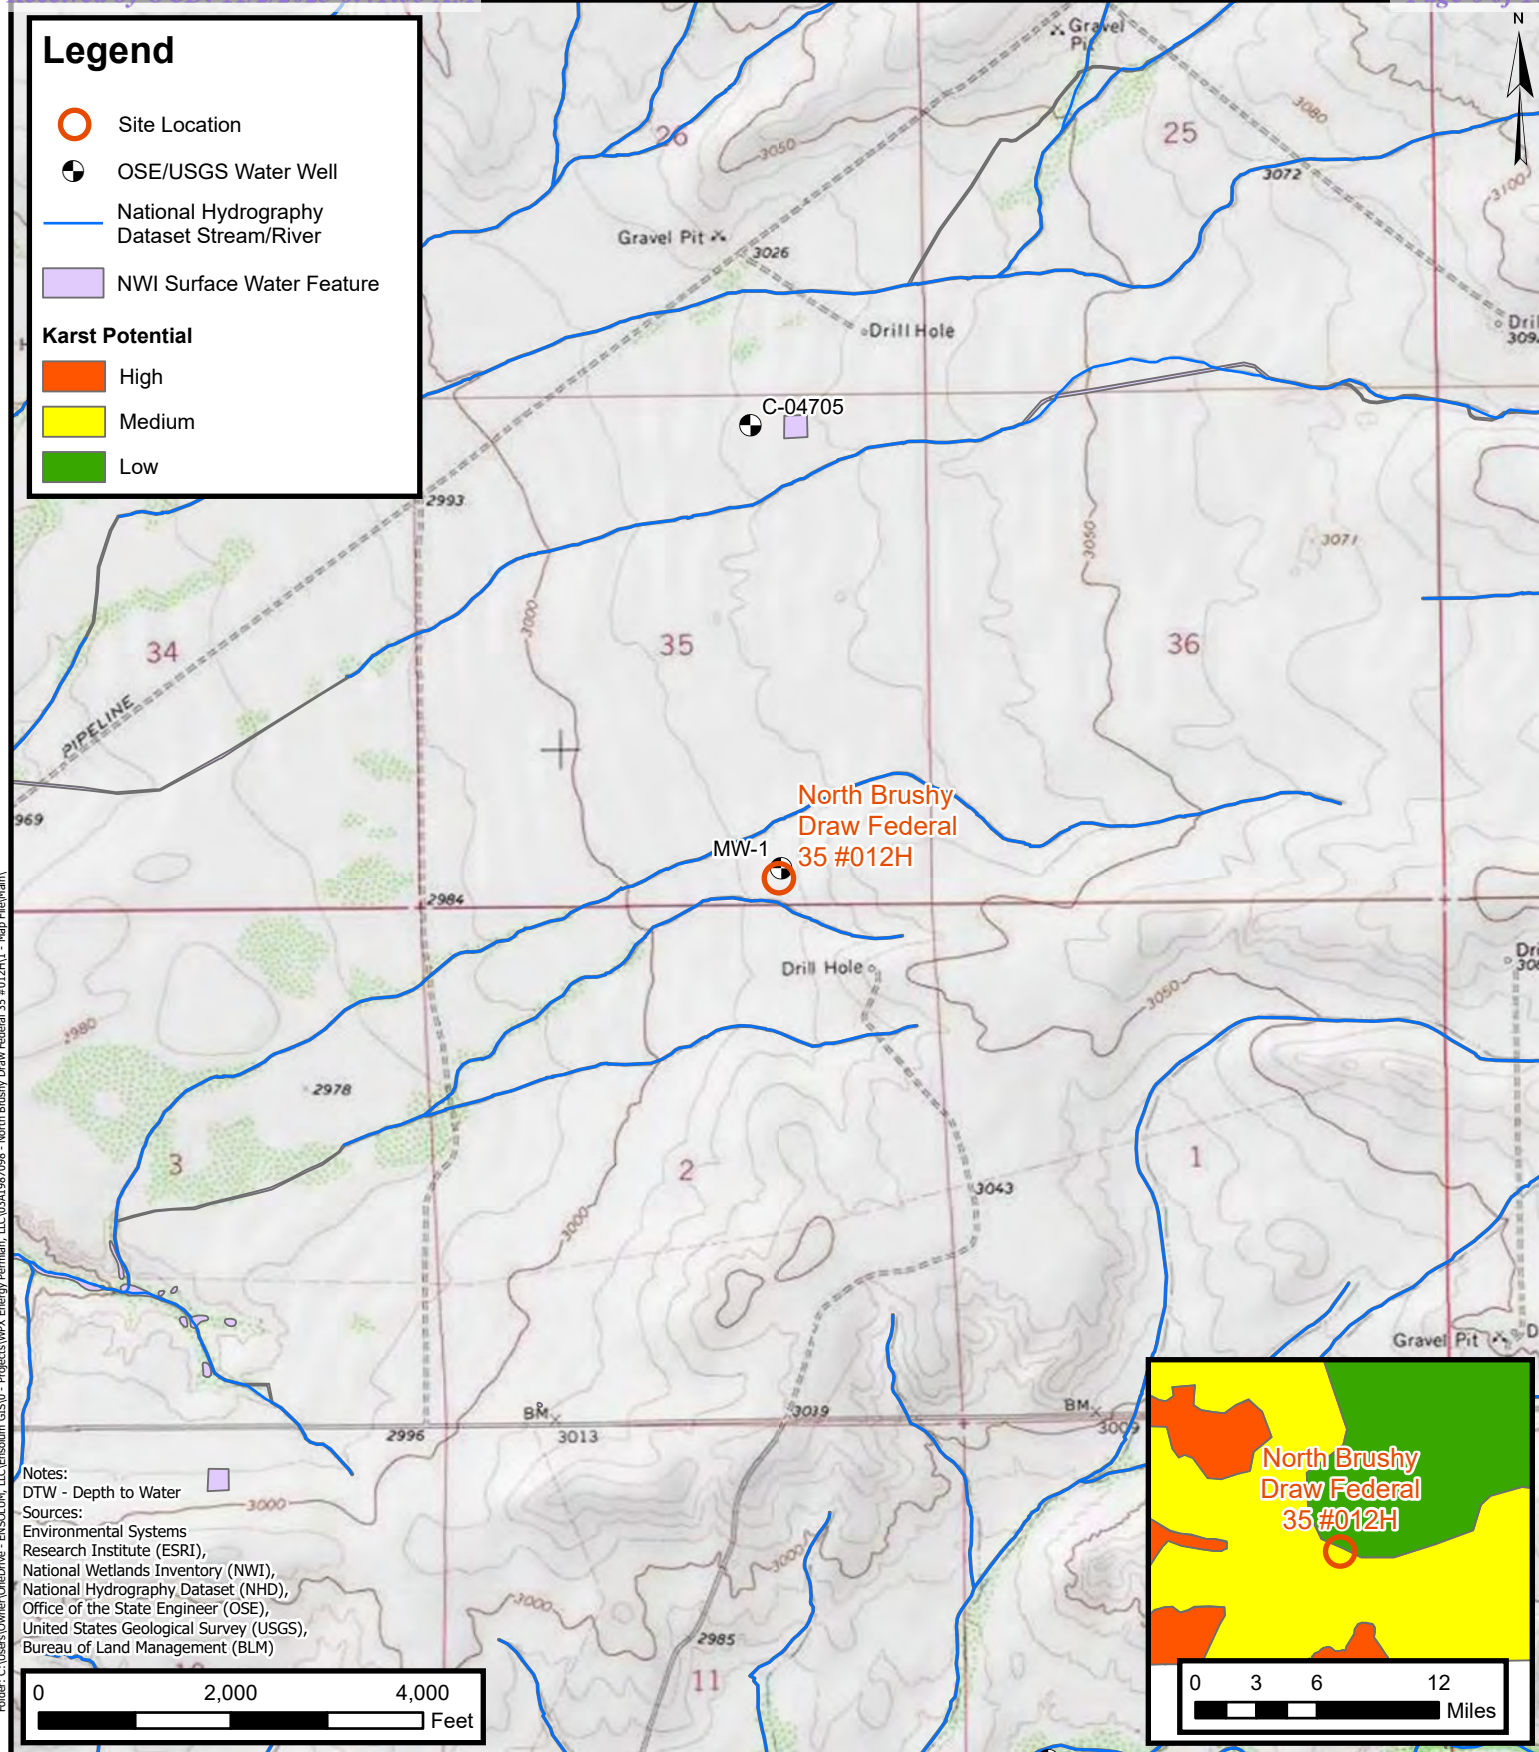 N
Legend
Site Location
OSE/USGS Water Well
National Hydrography
Dataset Stream/River
NWI Surface Water Feature
Karst Potential
High
Medium
Low
Gravel
Pit
26
3050
25
3080
3072
3100
Gravel Pit
3026
Drill Hole
C-04705
2993
3050
3071
3000
34
35
36
PIPELINE
969
North Brushy
Draw Federal
35 #012H
MW-1
2984
Drill Hole
2980
3050
2978
3
2
1
3043
3000
Gravel Pit
BM
3039
BM
2996
3013
3009
3000
3000
3000
2985
11
Notes:
DTW - Depth to Water
Sources:
Environmental Systems
Research Institute (ESRI),
National Wetlands Inventory (NWI),
National Hydrography Dataset (NHD),
Office of the State Engineer (OSE),
United States Geological Survey (USGS),
Bureau of Land Management (BLM)
0 2,000 4,000
Feet
North Brushy
Draw Federal
35 #012H
0 3 6 12
Miles